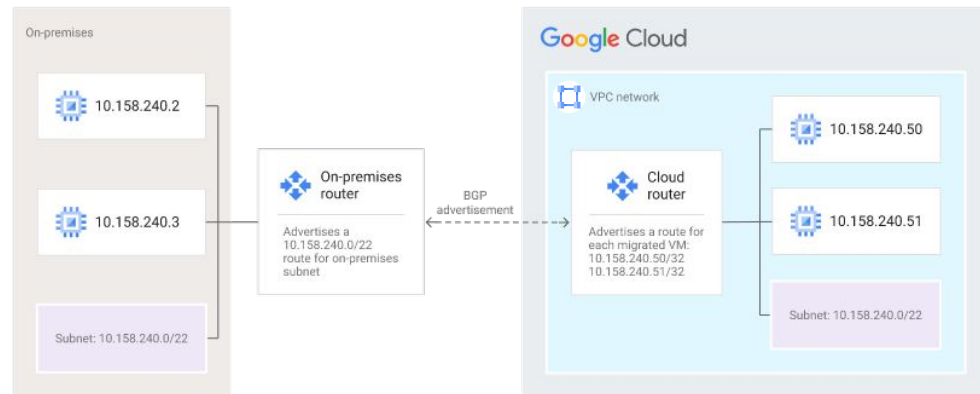 On-premises
10.158.240.2
10.158.240.3
Subnet: 10.158.240.0/22
On-premises
router
Advertises a
10.158.240.0/22
route for on-premises
subnet
BGP
advertisement
Google Cloud
VPC network
Cloud
router
Advertises a route for
each migrated VM:
10.158.240.50/32
10.158.240.51/32
10.158.240.50
10.158.240.51
Subnet: 10.158.240.0/22